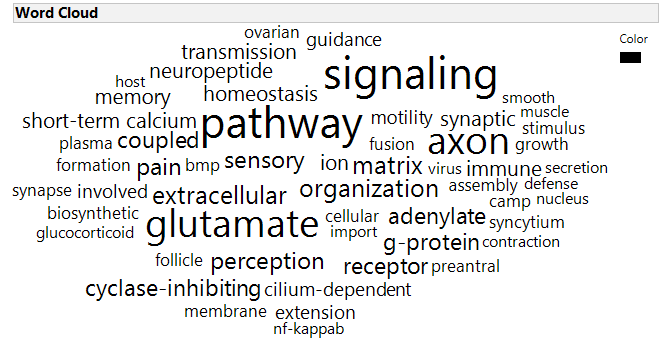 Word Cloud
Color
ovarian
guidance
transmission
signaling
neuropeptide
host
homeostasis
memory
smooth
muscle
short-term calcium
pathway
motility
synaptic
stimulus
plasma
coupled
fusion
axon
growth
formation
pain
bmp
sensory
ion
matrix
virus
immune
secretion
synapse
involved
extracellular
organization
assembly
defense
camp
nucleus
biosynthetic
glutamate
cellular
adenylate
syncytium
glucocorticoid
import
g-protein
contraction
follicle
perception
receptor
preantral
cyclase-inhibiting
cilium-dependent
membrane
extension
nf-kappab